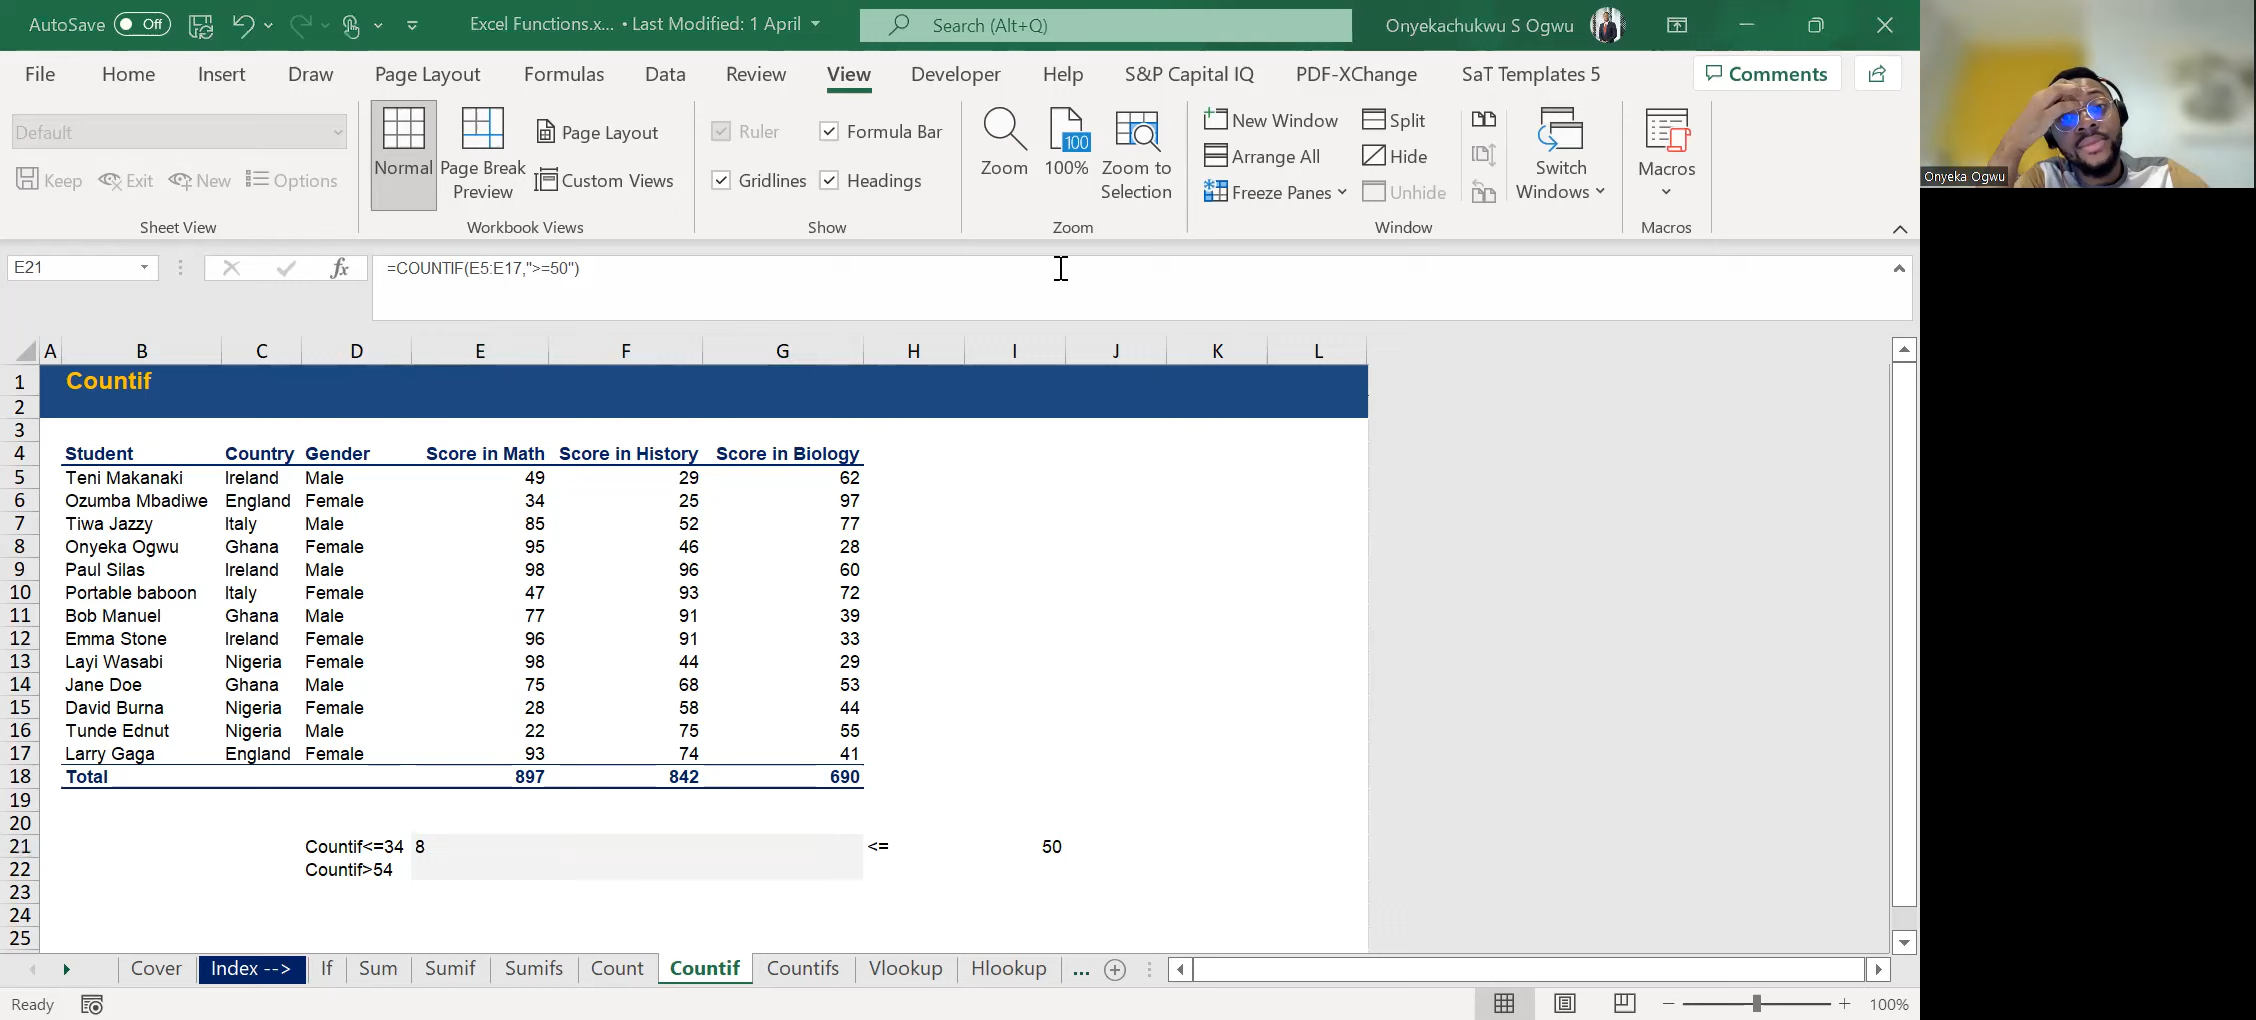 AutoSave Off Excel Functions.x... • Last Modified: 1 April Search (Alt+Q) Onyekachukwu S Ogwu
File Home Insert Draw Page Layout Formulas Data Review View Developer Help S&P Capital IQ PDF-XChange SaT Templates 5 Comments
Default
Keep Exit New Options
Sheet View
Normal
Page Break
Preview
Page Layout
Custom Views
Workbook Views
Ruler Formula Bar
Gridlines Headings
Show
Zoom
100
100%
Zoom to
Selection
Zoom
New Window
Arrange All
Freeze Panes
Split
Hide
Unhide
Switch
Windows
Window
Macros
Macros
Onyeka Ogwu
E21 fx =COUNTIF(E5:E17,">=50")
A B C D E F G H I J K L
1 Countif
2
3
4 Student Country Gender Score in Math Score in History Score in Biology
5 Teni Makanaki Ireland Male 49 29 62
6 Ozumba Mbadiwe England Female 34 25 97
7 Tiwa Jazzy Italy Male 85 52 77
8 Onyeka Ogwu Ghana Female 95 46 28
9 Paul Silas Ireland Male 98 96 60
10 Portable baboon Italy Female 47 93 72
11 Bob Manuel Ghana Male 77 91 39
12 Emma Stone Ireland Female 96 91 33
13 Layi Wasabi Nigeria Female 98 44 29
14 Jane Doe Ghana Male 75 68 53
15 David Burna Nigeria Female 28 58 44
16 Tunde Ednut Nigeria Male 22 75 55
17 Larry Gaga England Female 93 74 41
18 Total 897 842 690
19
20
21 Countif<=34 8 <= 50
22 Countif>54
23
24
25
Cover Index --> If Sum Sumif Sumifs Count Countif Countifs Vlookup Hlookup ...
Ready 100%